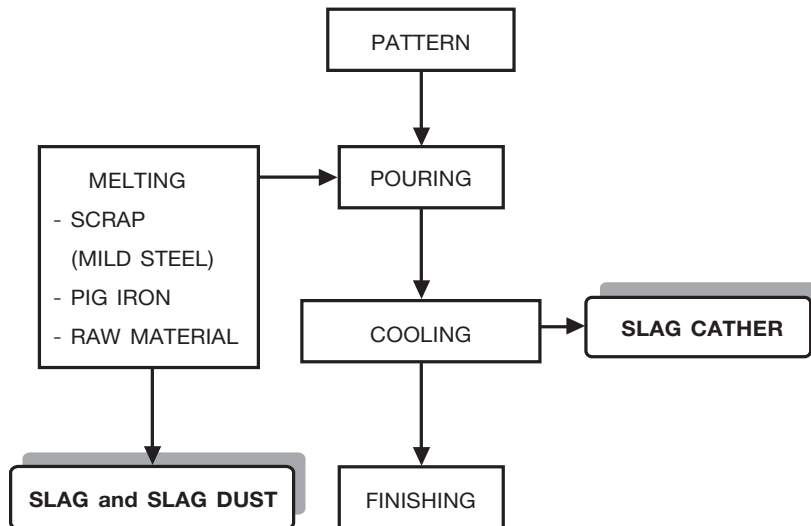 PATTERN
MELTING
- SCRAP
(MILD STEEL)
- PIG IRON
- RAW MATERIAL
POURING
COOLING
SLAG CATHER
SLAG and SLAG DUST
FINISHING